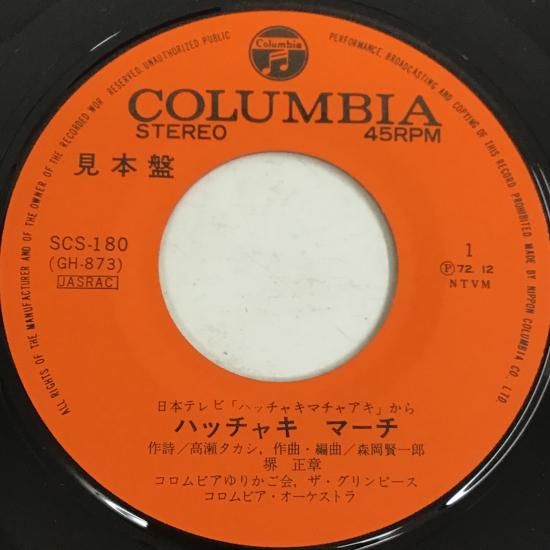 ALL RIGHTS OF THE MANUFACTURER AND OF THE OWNER OF THE RECORDED WOR RESERVED. UNAUTHORIZED PUBLIC PERFORMANCE, BROADCASTING AND COPYING OF THIS RECORD PROHIBITED MADE BY NIPPON COLUMBIA CO., LTD.
Columbia
COLUMBIA
STEREO 45RPM
見本盤
SCS-180
(GH-873)
JASRAC
1
Ⓟ'72.12
NTVM
日本テレビ「ハッチャキマチャアキ」から
ハッチャキ マーチ
作詩/高瀬タカシ,作曲・編曲/森岡賢一郎
堺 正章
コロムビアゆりかご会,ザ・グリンピース
コロムビア・オーケストラ